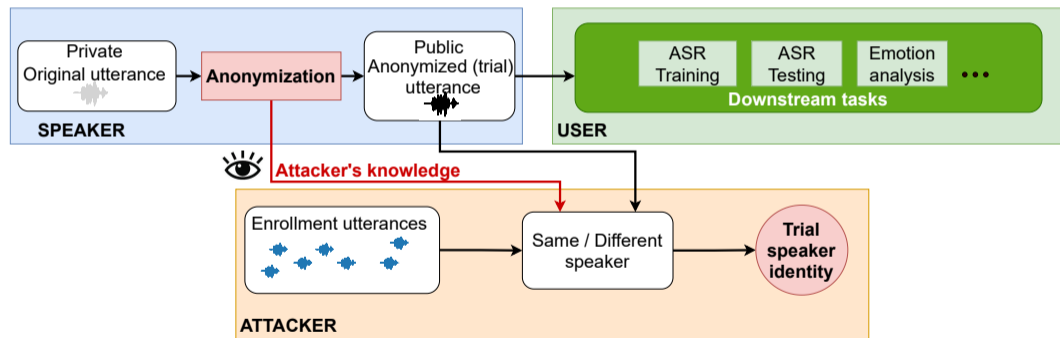 Private
Original utterance
Anonymization
Public
Anonymized (trial)
utterance
SPEAKER
ASR
Training
ASR
Testing
Emotion
analysis
Downstream tasks
USER
Attacker's knowledge
Enrollment utterances
Same / Different
speaker
Trial
speaker
identity
ATTACKER